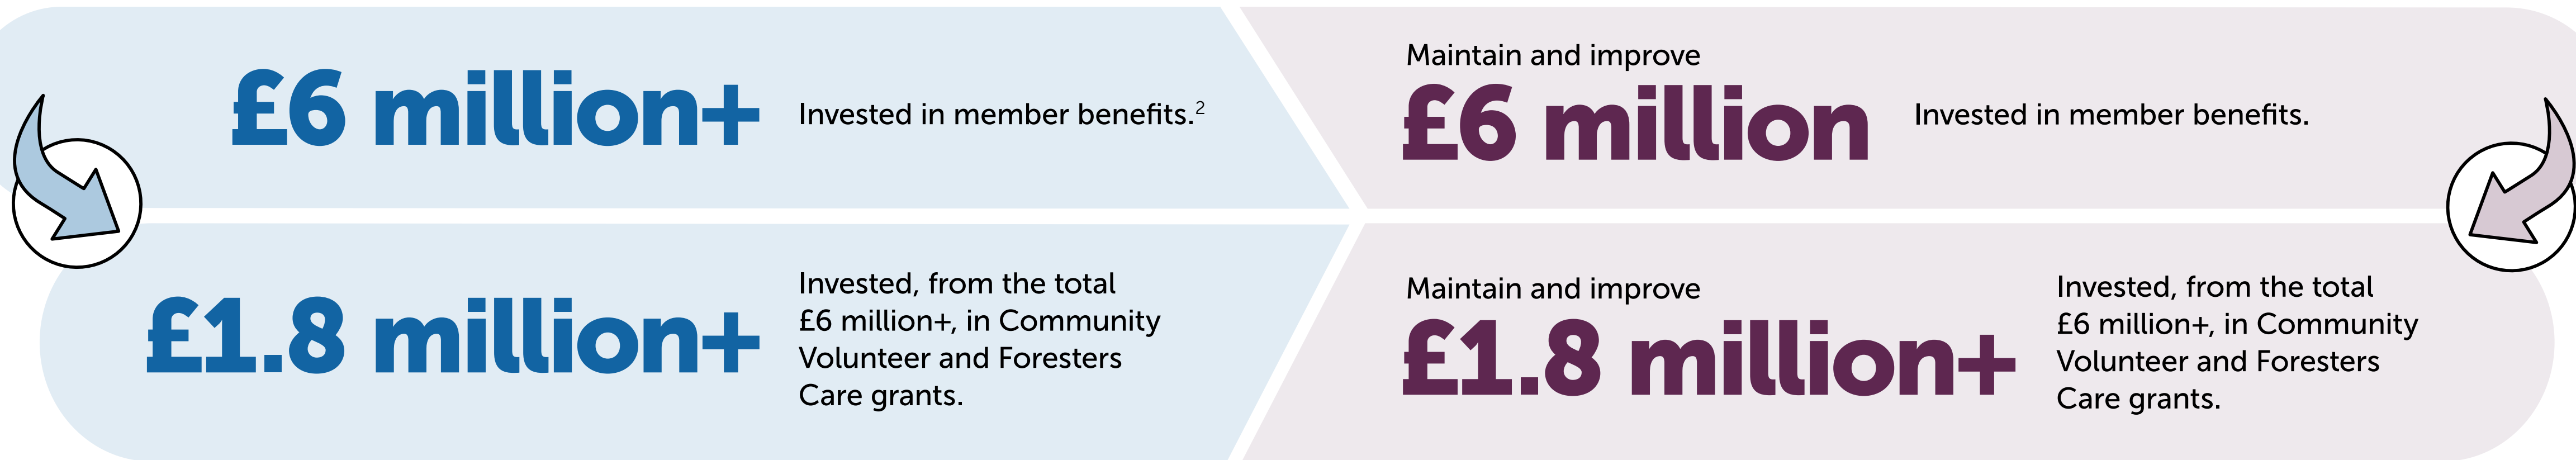 £6 million+
Invested in member benefits.²
Maintain and improve
£6 million
Invested in member benefits.
£1.8 million+
Invested, from the total
£6 million+, in Community
Volunteer and Foresters
Care grants.
Maintain and improve
£1.8 million+
Invested, from the total
£6 million+, in Community
Volunteer and Foresters
Care grants.